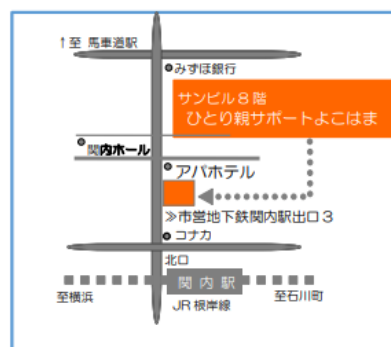 ↑至 馬車道駅
みずほ銀行
サンビル8階
ひとり親サポートよこはま
関内ホール
アパホテル
≫市営地下鉄関内駅出口3
コナカ
北口
関内駅
至横浜
至石川町
JR根岸線